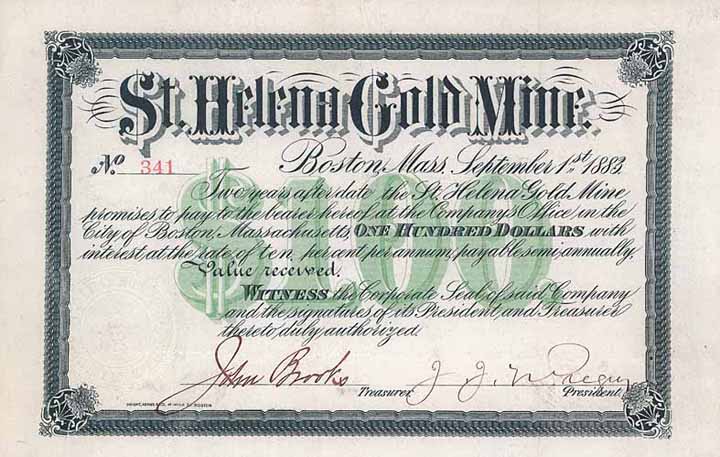 St. Helena Gold Mine.
No. 341
Boston, Mass. September 1st. 1883
$100
Two years after date the St. Helena Gold Mine
promises to pay to the bearer hereof, at the Company's Office in the
City of Boston, Massachusetts ONE HUNDRED DOLLARS with
interest at the rate of ten per cent per annum, payable semi-annually,
Value received.
WITNESS the Corporate Seal of said Company
and the signatures of its President and Treasurer
thereto, duly authorized.
John Brooks
Treasurer
J. J.
President.